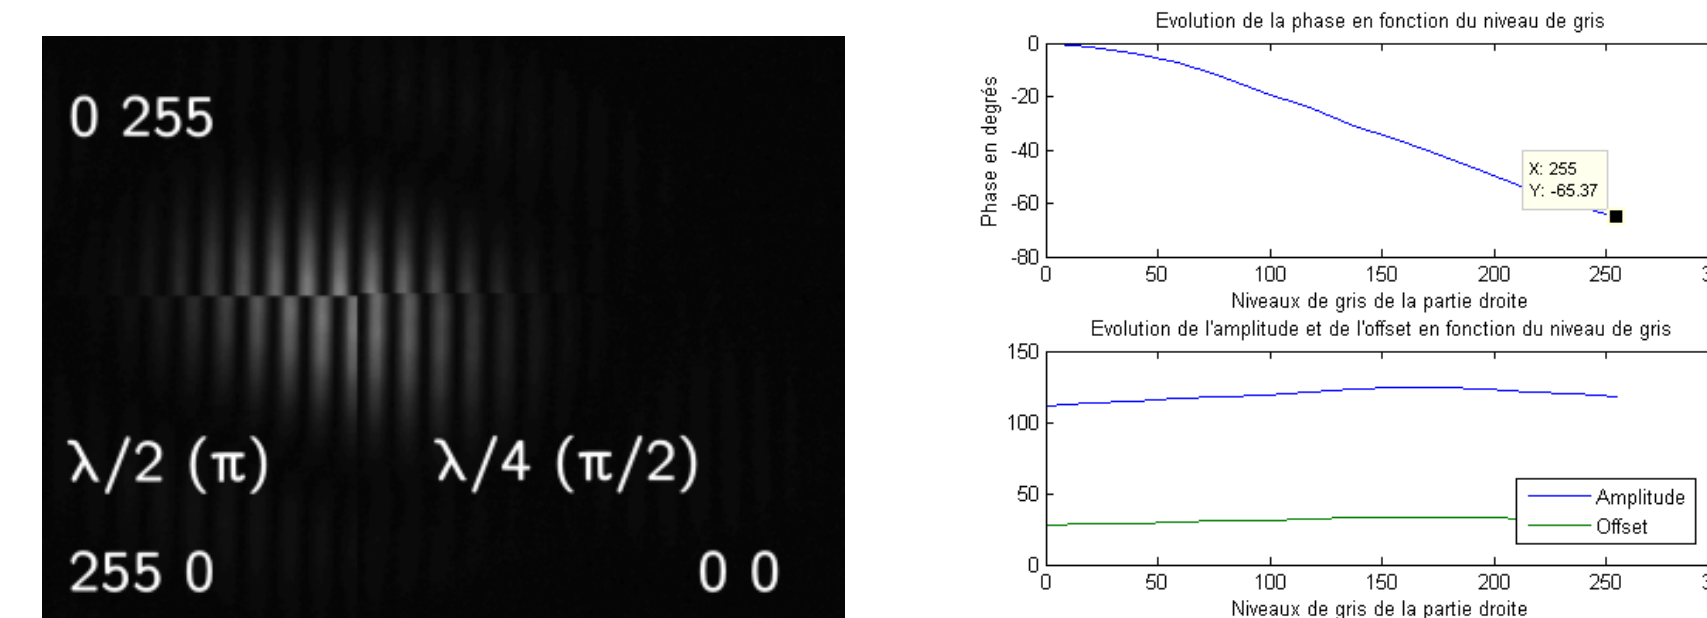 0 255
λ/2 (π) λ/4 (π/2)
255 0 0 0
Evolution de la phase en fonction du niveau de gris
Phase en degrés
0
-20
-40
-60
-80
X: 255
Y: -65.37
0 50 100 150 200 250 3
Niveaux de gris de la partie droite
Evolution de l'amplitude et de l'offset en fonction du niveau de gris
150
100
50
0
Amplitude
Offset
0 50 100 150 200 250 3
Niveaux de gris de la partie droite